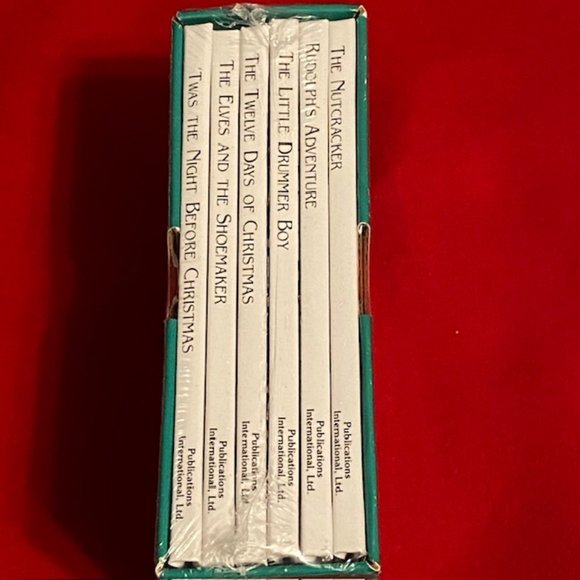 'Twas the Night Before Christmas
Publications
International, Ltd.
The Elves and the Shoemaker
Publications
International, Ltd.
The Twelve Days of Christmas
Publications
International, Ltd.
The Little Drummer Boy
Publications
International, Ltd.
Rudolph's Adventure
Publications
International, Ltd.
The Nutcracker
Publications
International, Ltd.